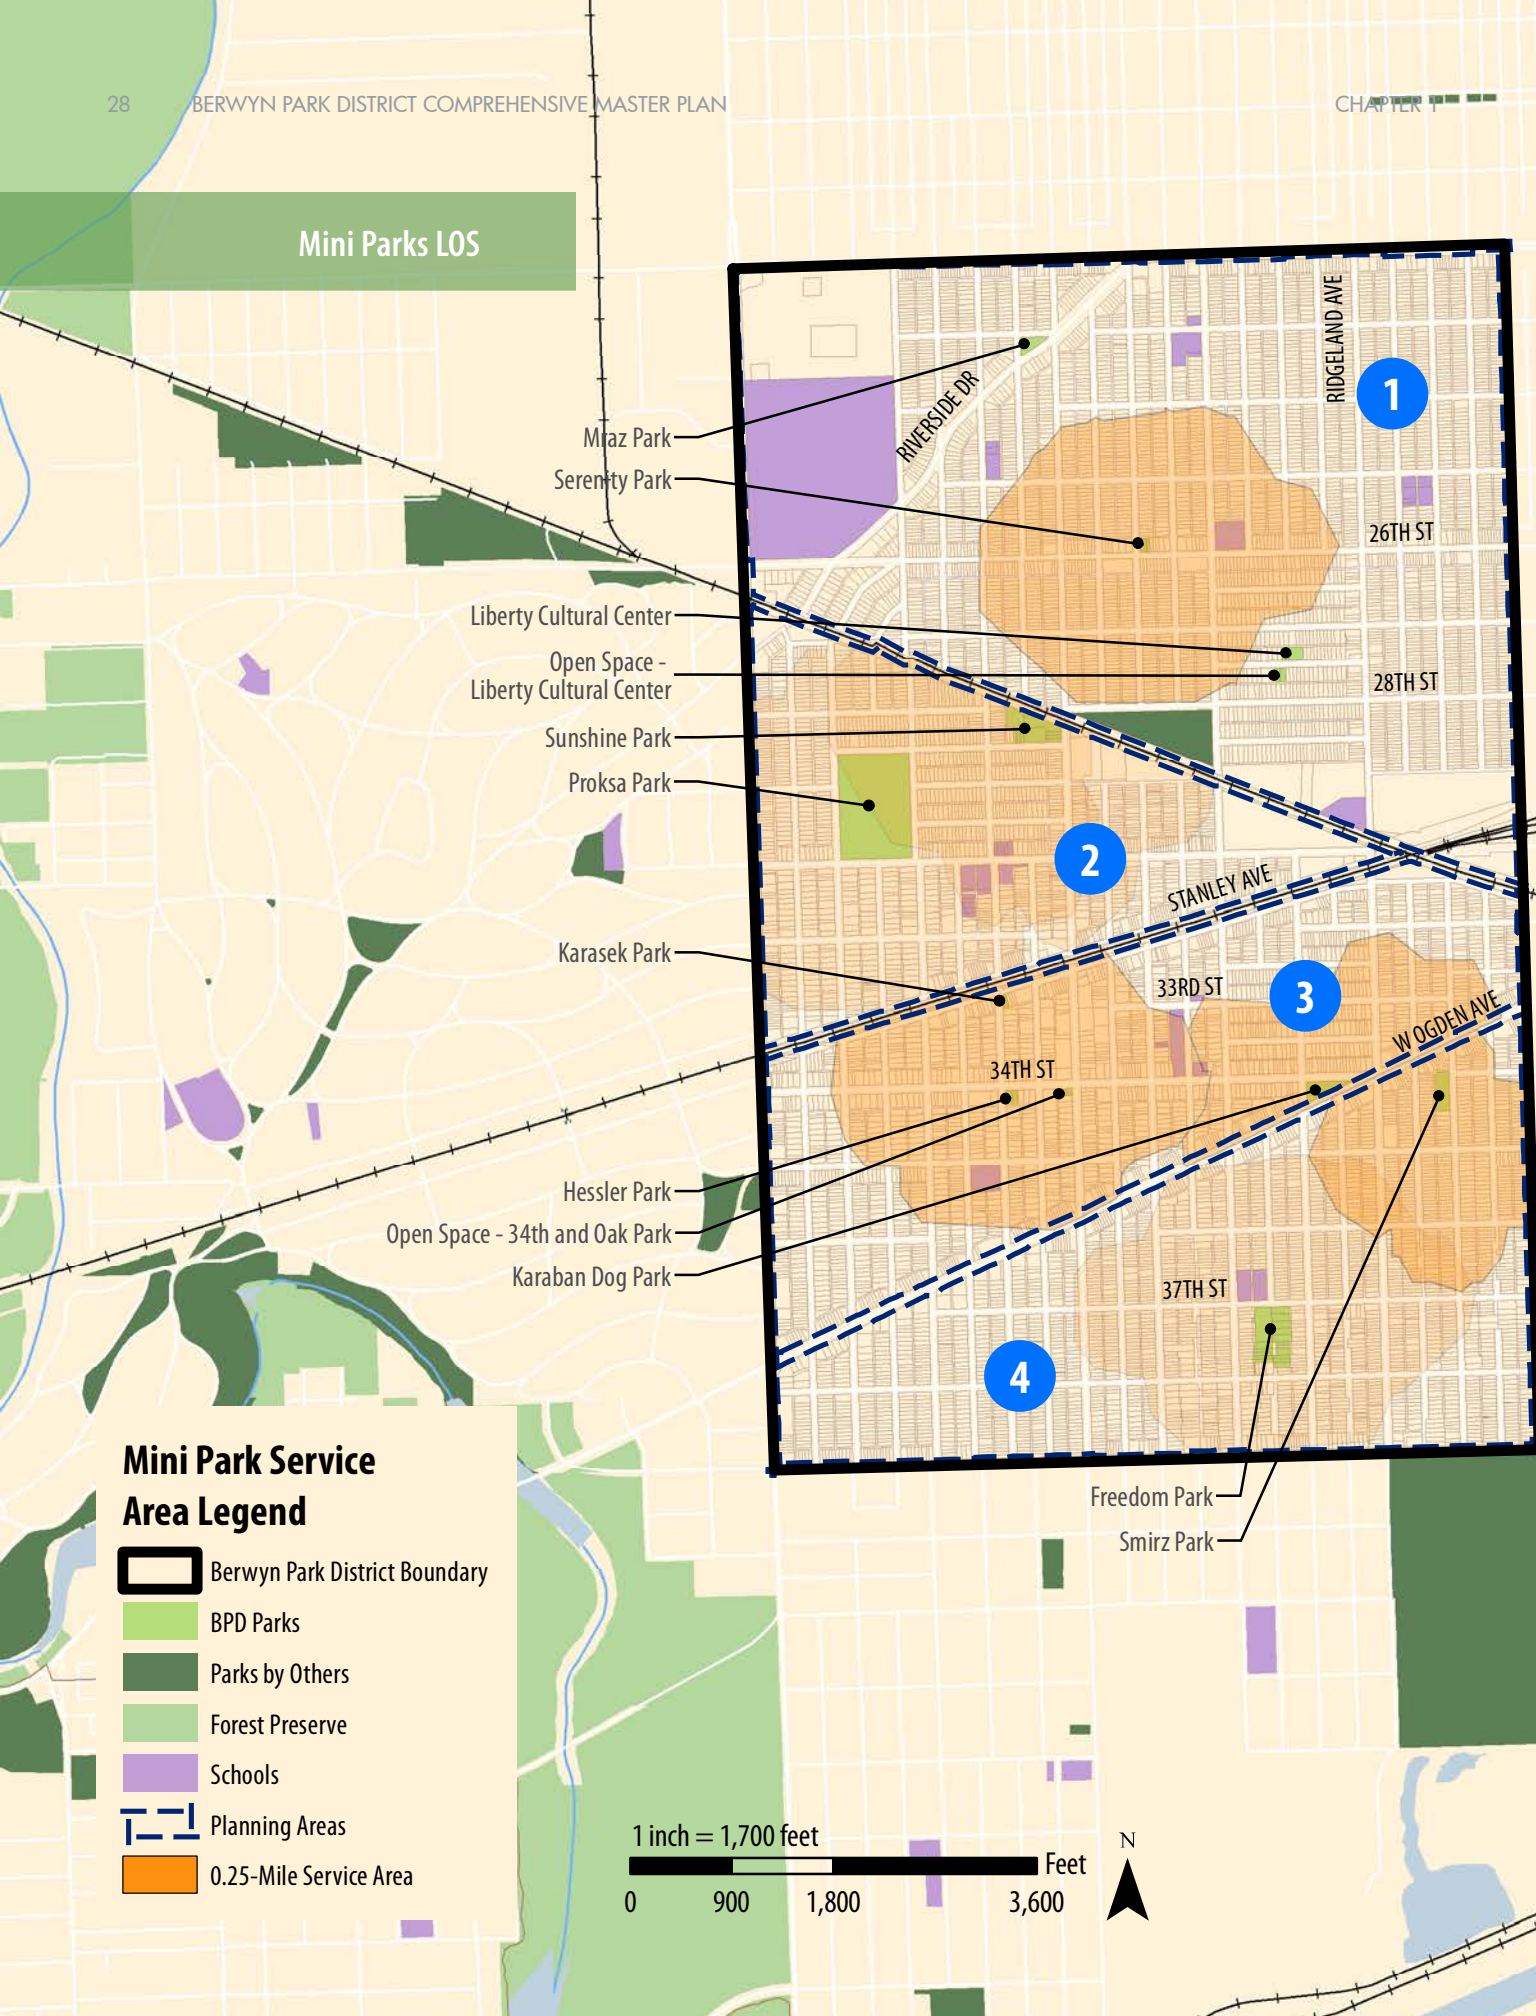 28 BERWYN PARK DISTRICT COMPREHENSIVE MASTER PLAN CHAPTER 1
Mini Parks LOS
RIDGELAND AVE
1
RIVERSIDE DR
Mraz Park
Serenity Park
26TH ST
Liberty Cultural Center
Open Space -
Liberty Cultural Center
28TH ST
Sunshine Park
Proksa Park
2
STANLEY AVE
Karasek Park
33RD ST
3
W OGDEN AVE
34TH ST
Hessler Park
Open Space - 34th and Oak Park
Karaban Dog Park
37TH ST
4
Freedom Park
Smirz Park
Mini Park Service
Area Legend
Berwyn Park District Boundary
BPD Parks
Parks by Others
Forest Preserve
Schools
Planning Areas
0.25-Mile Service Area
1 inch = 1,700 feet
Feet
0 900 1,800 3,600
N